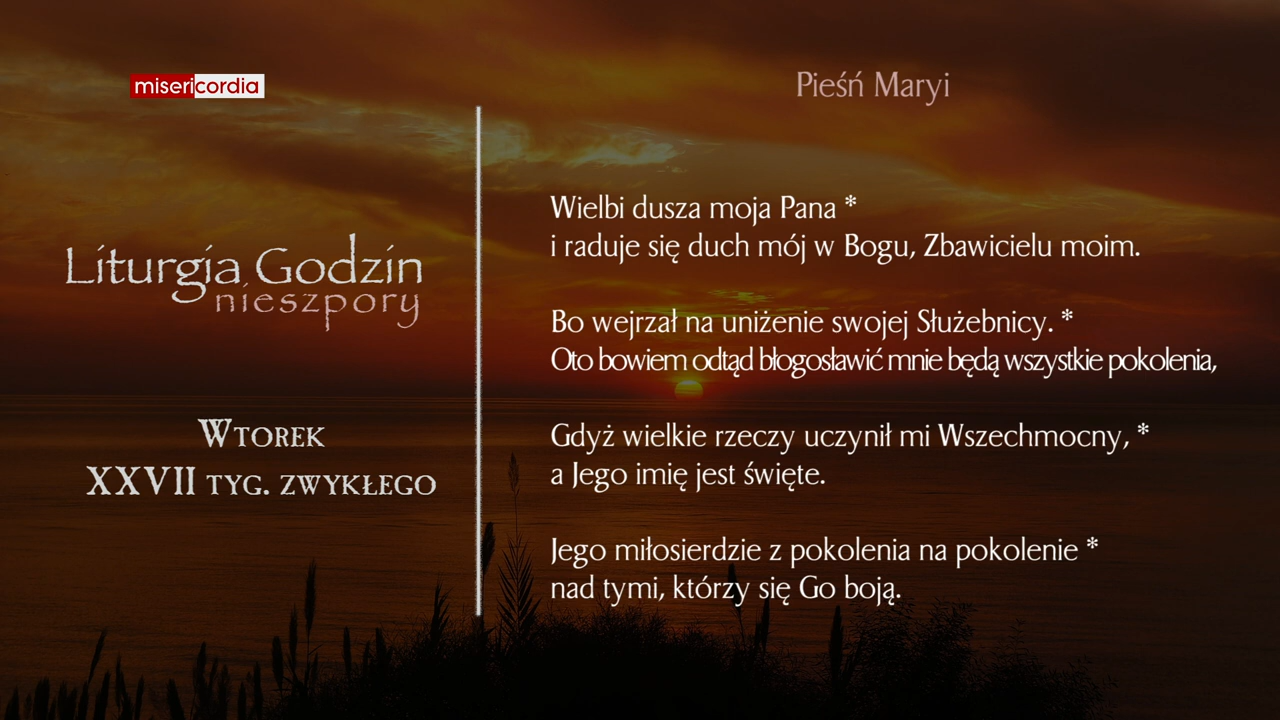 misericordia
Liturgia Godzin
nieszpory
Wtorek
XXVII tyg. zwykłego
Pieśń Maryi
Wielbi dusza moja Pana *
i raduje się duch mój w Bogu, Zbawicielu moim.
Bo wejrzał na uniżenie swojej Służebnicy. *
Oto bowiem odtąd błogosławić mnie będą wszystkie pokolenia,
Gdyż wielkie rzeczy uczynił mi Wszechmocny, *
a Jego imię jest święte.
Jego miłosierdzie z pokolenia na pokolenie *
nad tymi, którzy się Go boją.